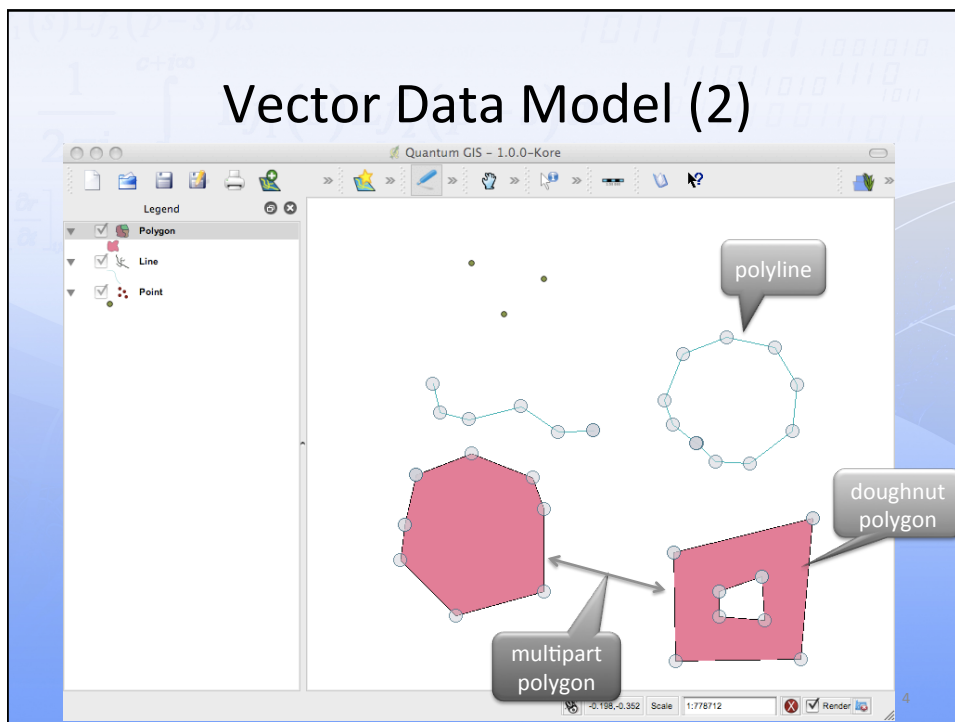 Vector Data Model (2)
Quantum GIS - 1.0.0-Kore
Legend
Polygon
Line
Point
polyline
doughnut
polygon
multipart
polygon
-0.198,-0.352 Scale 1:778712 Render
4